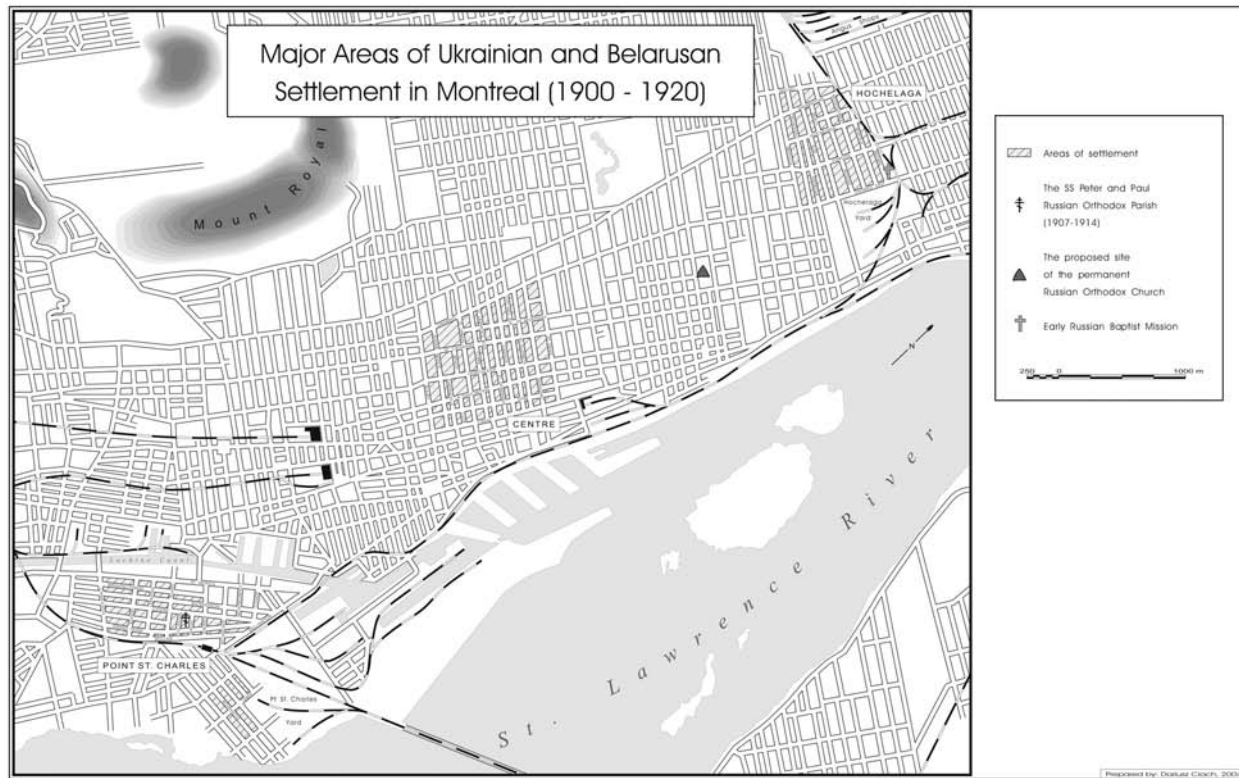 Major Areas of Ukrainian and Belarusan
Settlement in Montreal (1900 - 1920)
Mount Royal
Angus Shops
HOCHELAGA
Hochelaga
Yard
N
CENTRE
Lachine Canal
POINT ST. CHARLES
Pt St. Charles
Yard
St. Lawrence River
Areas of settlement
The SS Peter and Paul
Russian Orthodox Parish
(1907-1914)
The proposed site
of the permanent
Russian Orthodox Church
Early Russian Baptist Mission
250 0 1000 m
Prepared by: Dariusz Ciach, 200